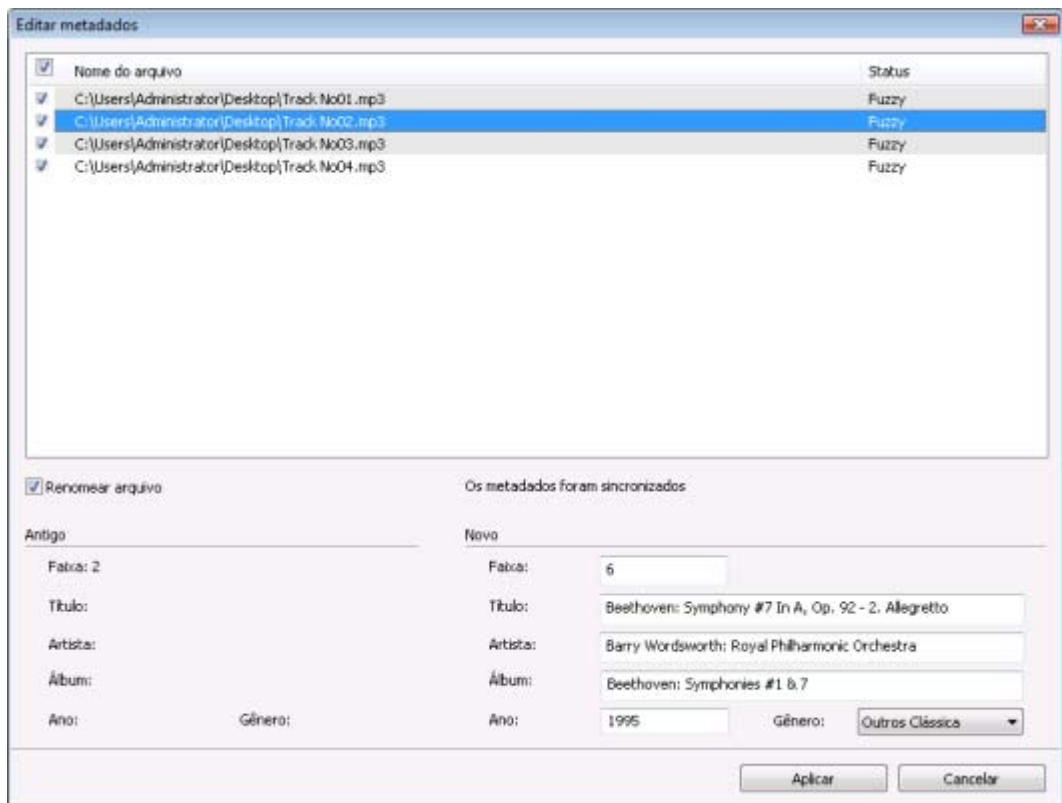 Editar metadados
Nome do arquivo Status
C:\Users\Administrator\Desktop\Track No01.mp3 Fuzzy
C:\Users\Administrator\Desktop\Track No02.mp3 Fuzzy
C:\Users\Administrator\Desktop\Track No03.mp3 Fuzzy
C:\Users\Administrator\Desktop\Track No04.mp3 Fuzzy
Renomear arquivo Os metadados foram sincronizados
Antigo Novo
Faixa: 2 Faixa: 6
Título: Título: Beethoven: Symphony #7 In A, Op. 92 - 2. Allegretto
Artista: Artista: Barry Wordsworth: Royal Philharmonic Orchestra
Álbum: Álbum: Beethoven: Symphonies #1 & 7
Ano: Gênero: Ano: 1995 Gênero: Outros Clássica
Aplicar Cancelar